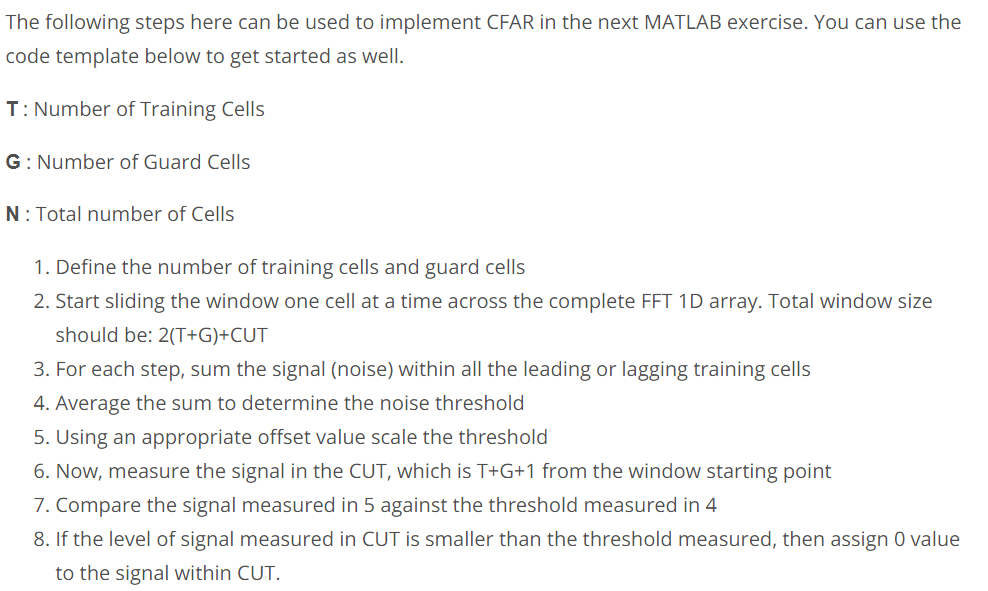 The following steps here can be used to implement CFAR in the next MATLAB exercise. You can use the
code template below to get started as well.
T : Number of Training Cells
G : Number of Guard Cells
N : Total number of Cells
1. Define the number of training cells and guard cells
2. Start sliding the window one cell at a time across the complete FFT 1D array. Total window size
should be: 2(T+G)+CUT
3. For each step, sum the signal (noise) within all the leading or lagging training cells
4. Average the sum to determine the noise threshold
5. Using an appropriate offset value scale the threshold
6. Now, measure the signal in the CUT, which is T+G+1 from the window starting point
7. Compare the signal measured in 5 against the threshold measured in 4
8. If the level of signal measured in CUT is smaller than the threshold measured, then assign 0 value
to the signal within CUT.